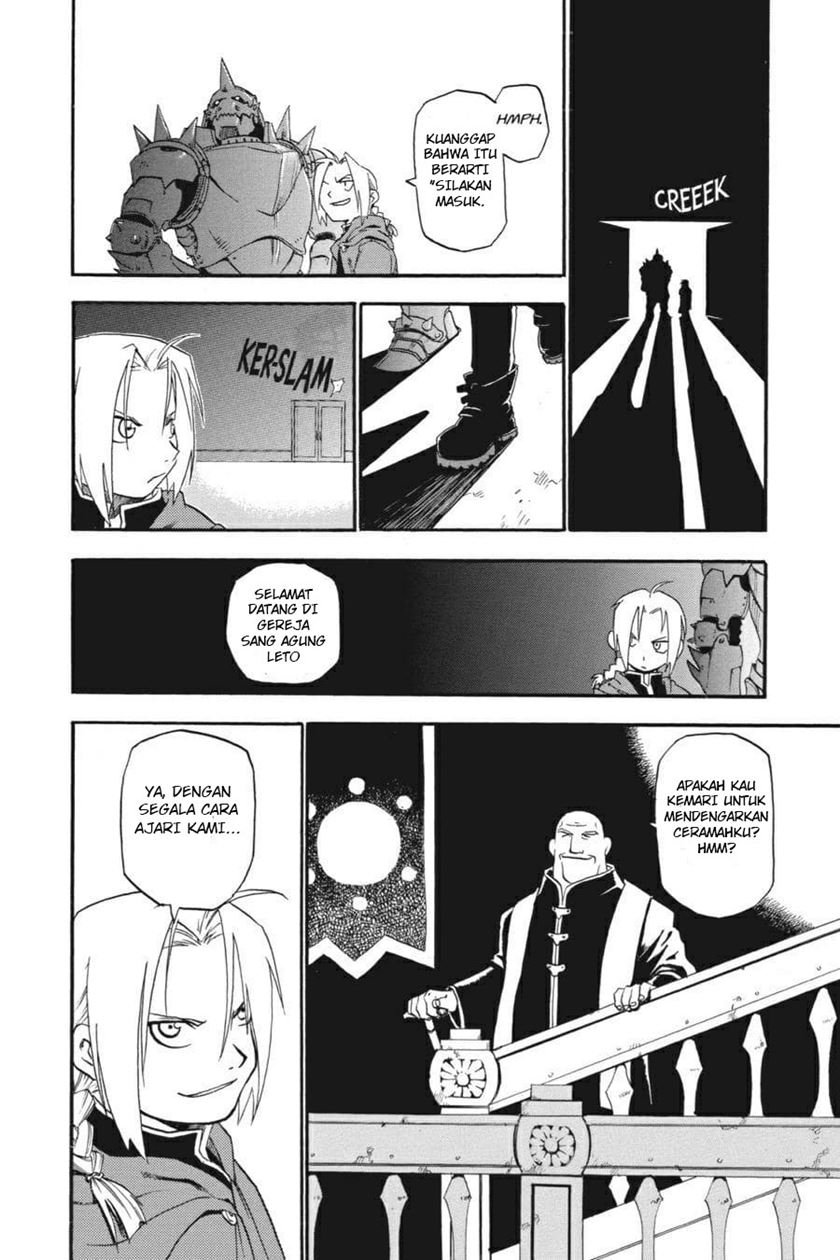 HMPH.
KUANGGAP
BAHWA ITU
BERARTI
"SILAKAN
MASUK.
CREEEK
KER-SLAM
SELAMAT
DATANG DI
GEREJA
SANG AGUNG
LETO
APAKAH KAU
KEMARI UNTUK
MENDENGARKAN
CERAMAHKU?
HMM?
YA, DENGAN
SEGALA CARA
AJARI KAMI...